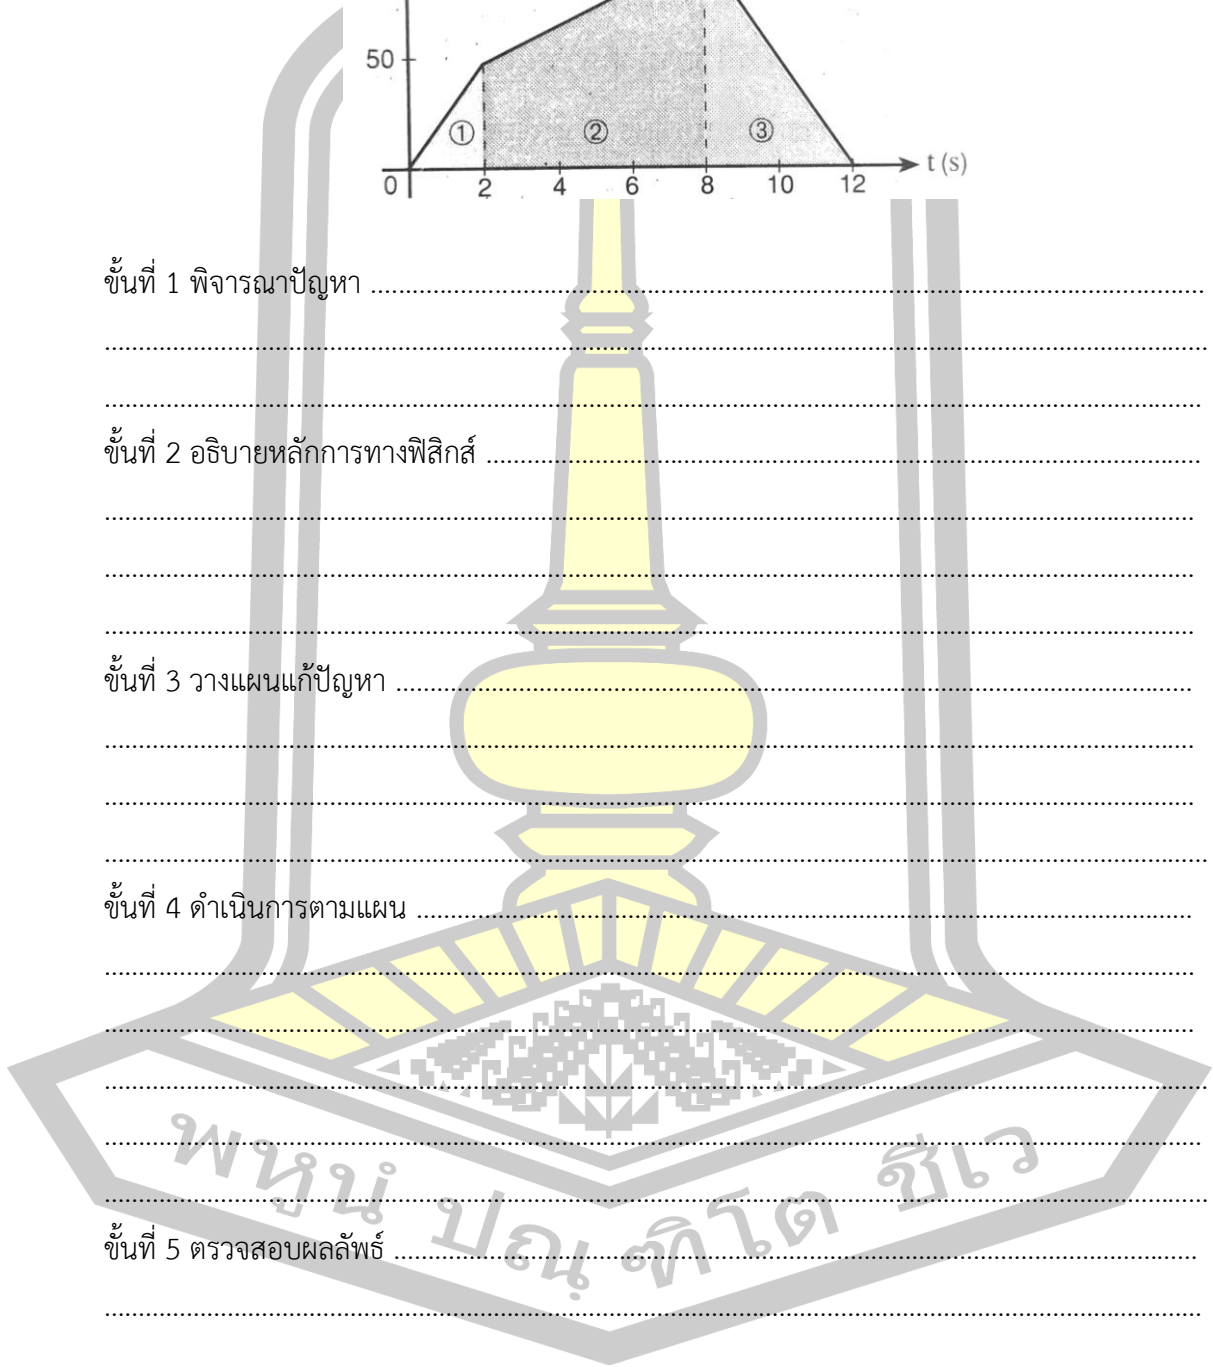 50
① ② ③
t (s)
0 2 4 6 8 10 12
ขั้นที่ 1 พิจารณาปัญหา ..........................................................................................................................
..........................................................................................................................................................
..........................................................................................................................................................
ขั้นที่ 2 อธิบายหลักการทางฟิสิกส์ .........................................................................................................
..........................................................................................................................................................
..........................................................................................................................................................
..........................................................................................................................................................
ขั้นที่ 3 วางแผนแก้ปัญหา ......................................................................................................................
..........................................................................................................................................................
..........................................................................................................................................................
..........................................................................................................................................................
ขั้นที่ 4 ดำเนินการตามแผน ...................................................................................................................
..........................................................................................................................................................
..........................................................................................................................................................
..........................................................................................................................................................
..........................................................................................................................................................
..........................................................................................................................................................
พหูนํ ปณฺฑิโต ชีเว
ขั้นที่ 5 ตรวจสอบผลลัพธ์ ......................................................................................................................
..........................................................................................................................................................